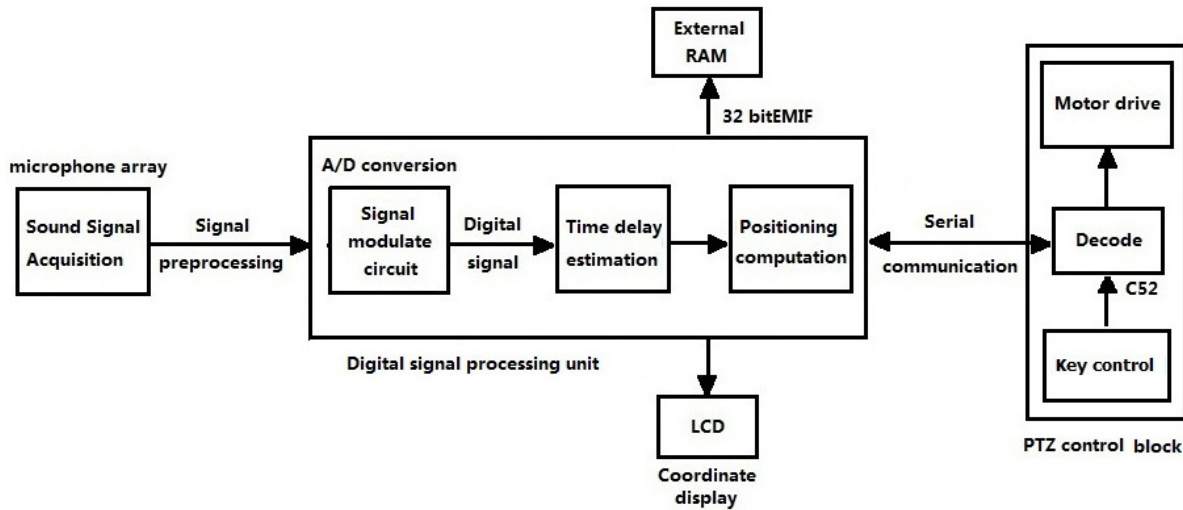 External
RAM
32 bitEMIF
Motor drive
microphone array
A/D conversion
Sound Signal
Acquisition
Signal
preprocessing
Signal
modulate
circuit
Digital
signal
Time delay
estimation
Positioning
computation
Serial
communication
Decode
C52
Key control
Digital signal processing unit
LCD
Coordinate
display
PTZ control block